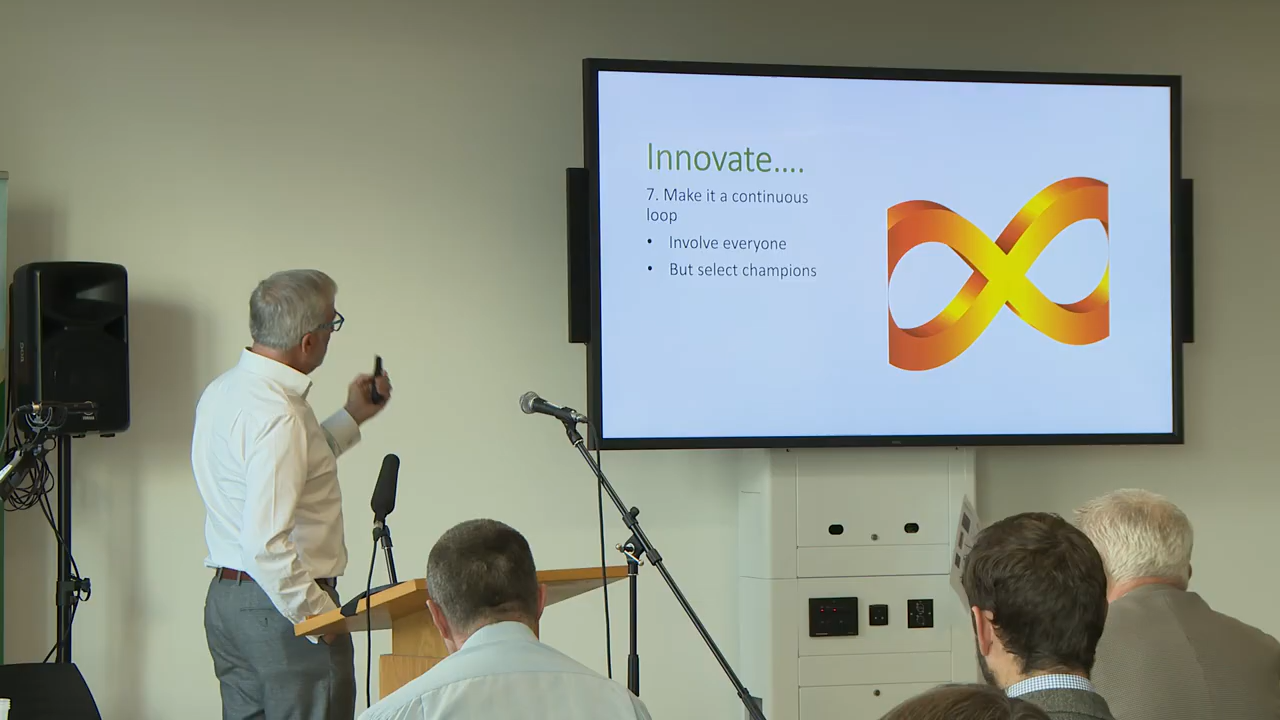 Innovate....
7. Make it a continuous
loop
• Involve everyone
• But select champions